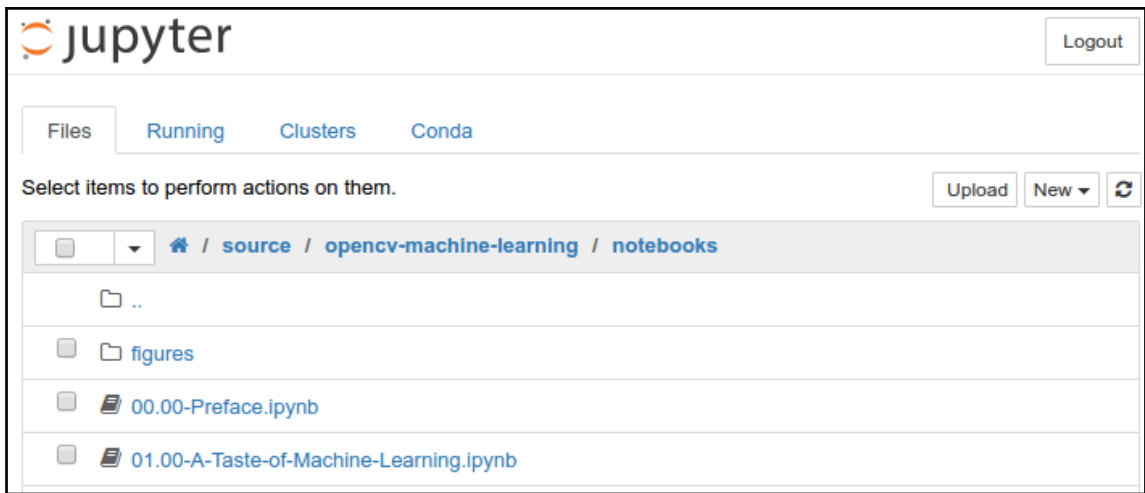 jupyter
Logout
Files Running Clusters Conda
Select items to perform actions on them.
Upload New
/ source / opencv-machine-learning / notebooks
..
figures
00.00-Preface.ipynb
01.00-A-Taste-of-Machine-Learning.ipynb